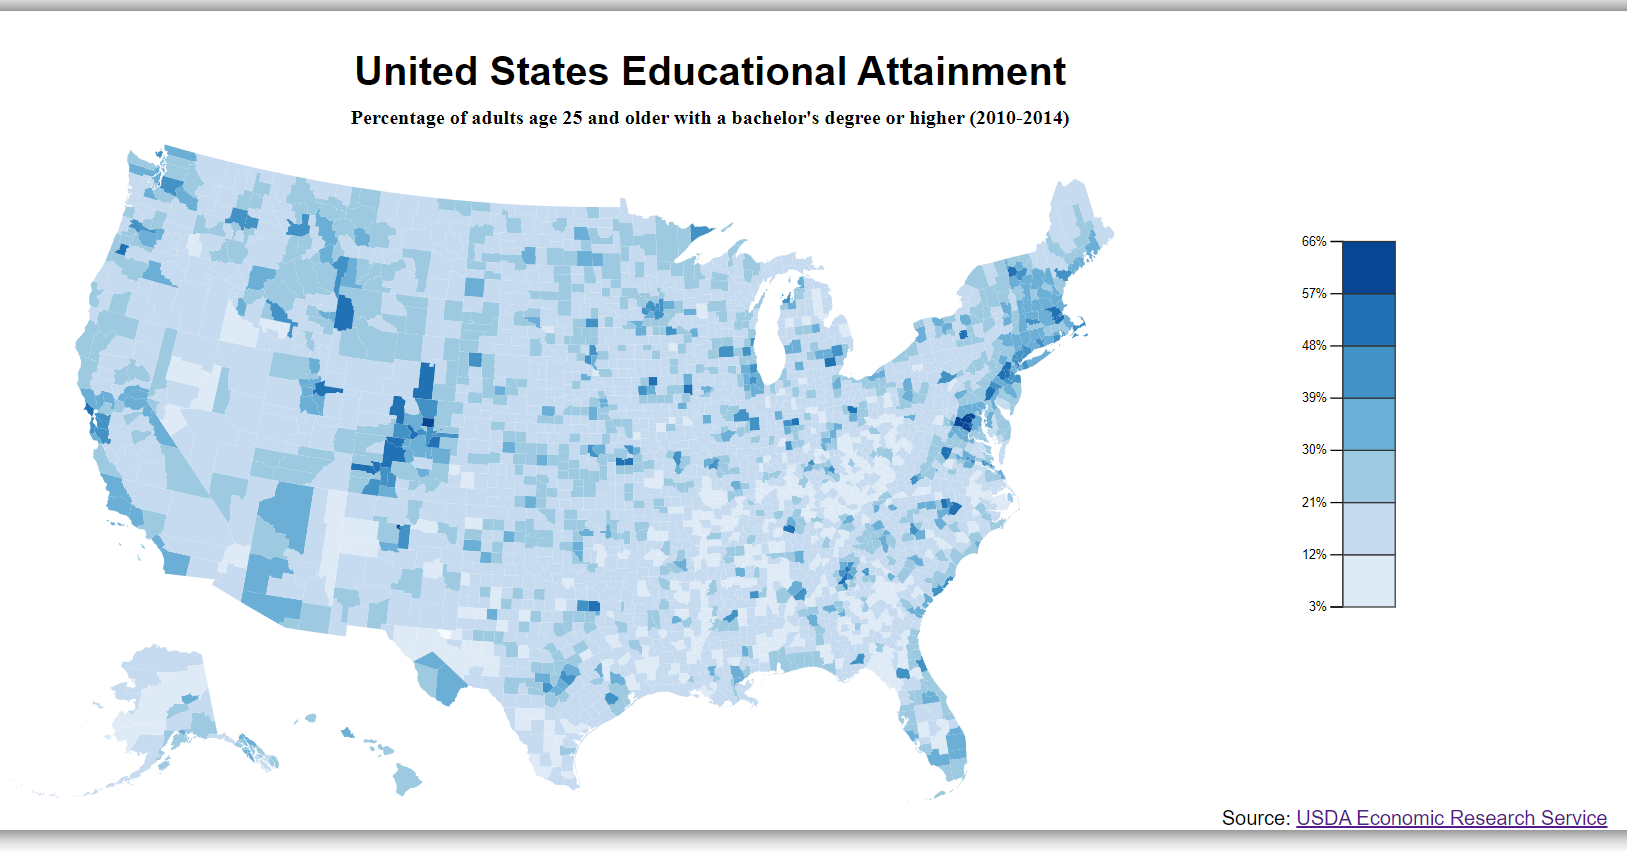 United States Educational Attainment
Percentage of adults age 25 and older with a bachelor's degree or higher (2010-2014)
66%
57%
48%
39%
30%
21%
12%
3%
Source: USDA Economic Research Service